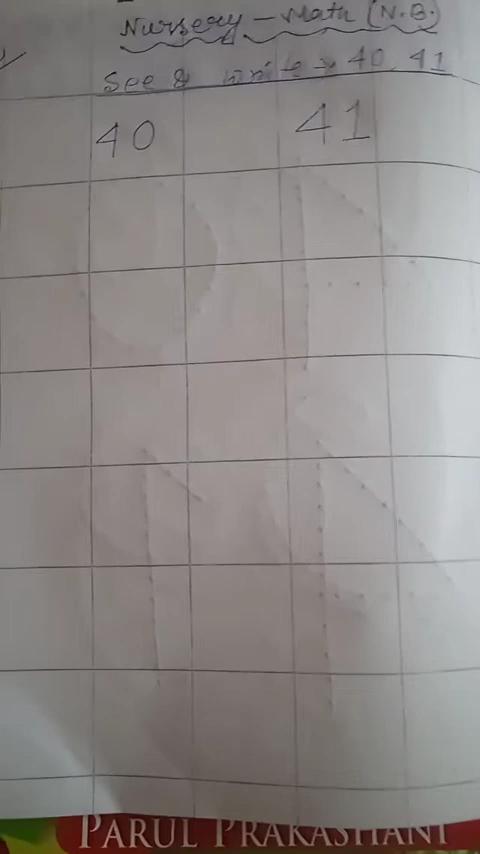 Nursery - Math (N.B.)
See & write → 40, 41
40 41
PARUL PRAKASHANI